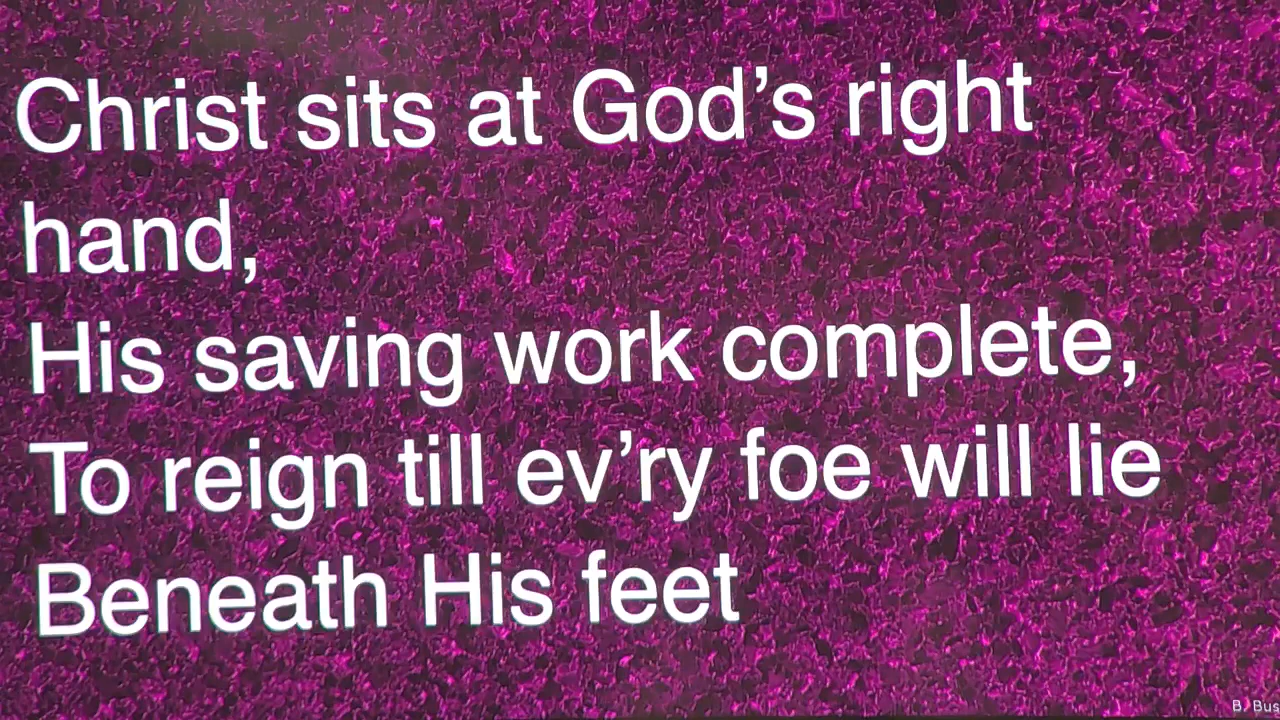 Christ sits at God’s right
hand,
His saving work complete,
To reign till ev’ry foe will lie
Beneath His feet
B. Bus